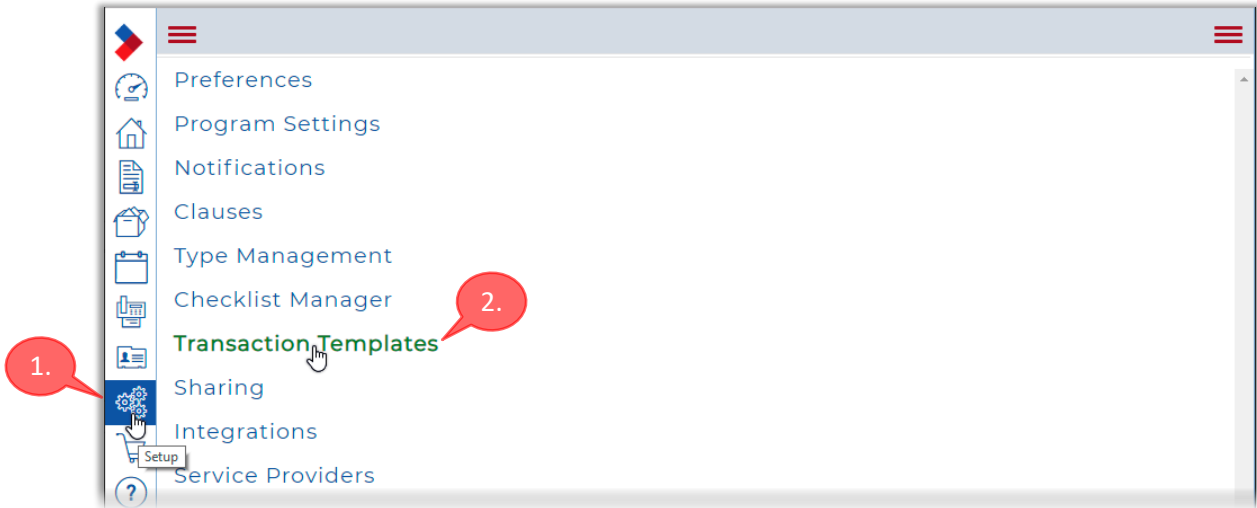 Preferences
Program Settings
Notifications
Clauses
Type Management
Checklist Manager
2.
Transaction Templates
1.
Sharing
Integrations
Setup
Service Providers
?